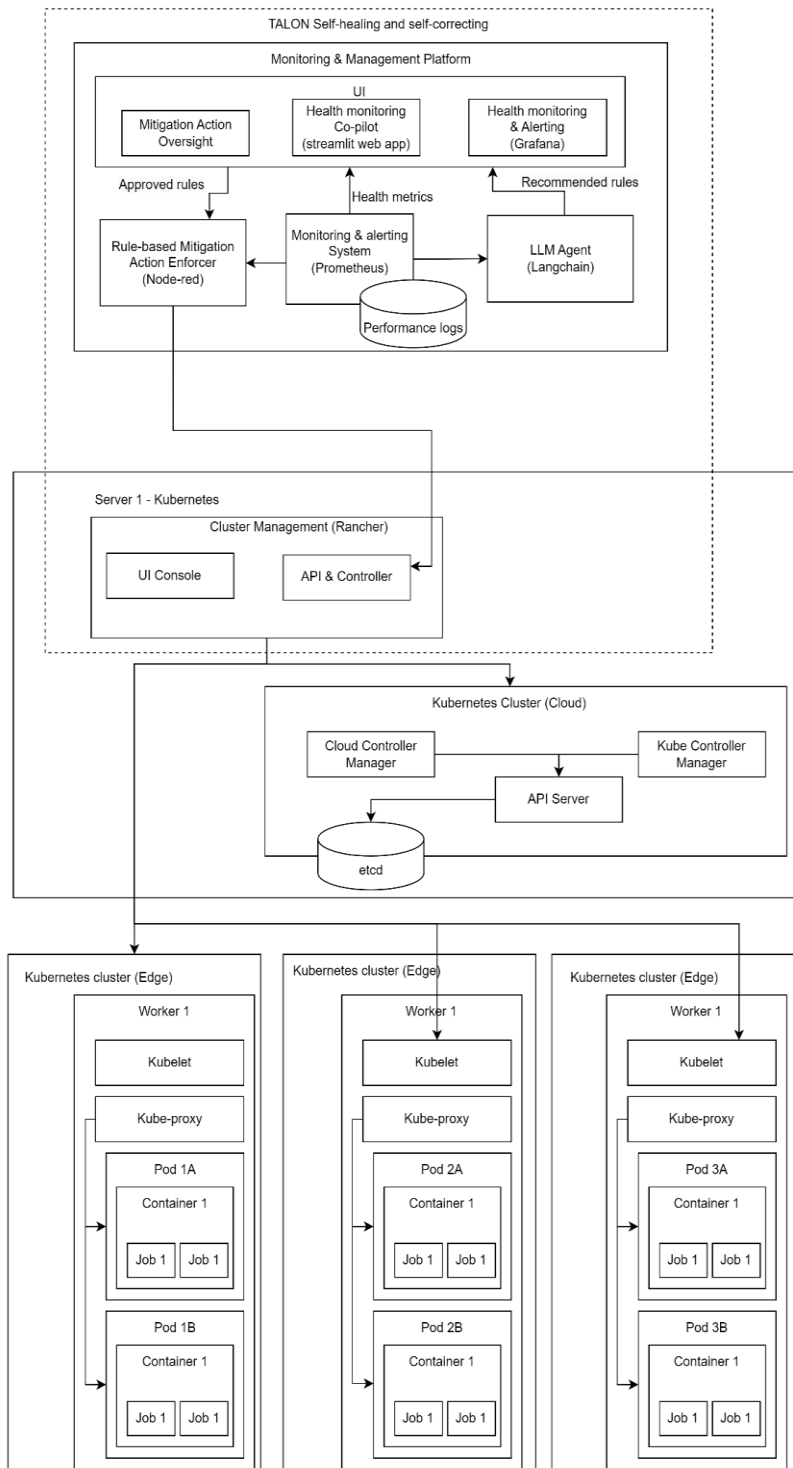 TALON Self-healing and self-correcting
Monitoring & Management Platform
UI
Mitigation Action
Oversight
Health monitoring
Co-pilot
(streamlit web app)
Health monitoring
& Alerting
(Grafana)
Approved rules
Health metrics
Recommended rules
Rule-based Mitigation
Action Enforcer
(Node-red)
Monitoring & alerting
System
(Prometheus)
LLM Agent
(Langchain)
Performance logs
Server 1 - Kubernetes
Cluster Management (Rancher)
UI Console
API & Controller
Kubernetes Cluster (Cloud)
Cloud Controller
Manager
Kube Controller
Manager
API Server
etcd
Kubernetes cluster (Edge)
Worker 1
Kubelet
Kube-proxy
Pod 1A
Container 1
Job 1
Job 1
Pod 1B
Container 1
Job 1
Job 1
Kubernetes cluster (Edge)
Worker 1
Kubelet
Kube-proxy
Pod 2A
Container 1
Job 1
Job 1
Pod 2B
Container 1
Job 1
Job 1
Kubernetes cluster (Edge)
Worker 1
Kubelet
Kube-proxy
Pod 3A
Container 1
Job 1
Job 1
Pod 3B
Container 1
Job 1
Job 1